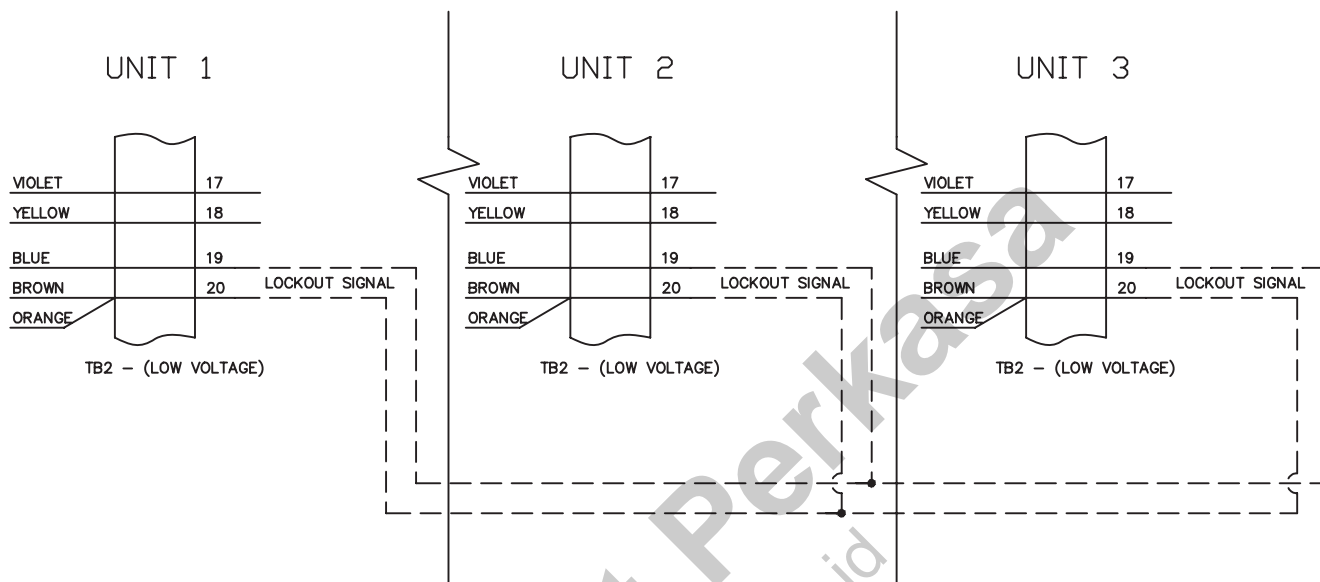 UNIT 1
VIOLET 17
YELLOW 18
BLUE 19
BROWN 20 LOCKOUT SIGNAL
ORANGE
TB2 – (LOW VOLTAGE)
UNIT 2
VIOLET 17
YELLOW 18
BLUE 19
BROWN 20 LOCKOUT SIGNAL
ORANGE
TB2 – (LOW VOLTAGE)
UNIT 3
VIOLET 17
YELLOW 18
BLUE 19
BROWN 20 LOCKOUT SIGNAL
ORANGE
TB2 – (LOW VOLTAGE)
Perkasa
id